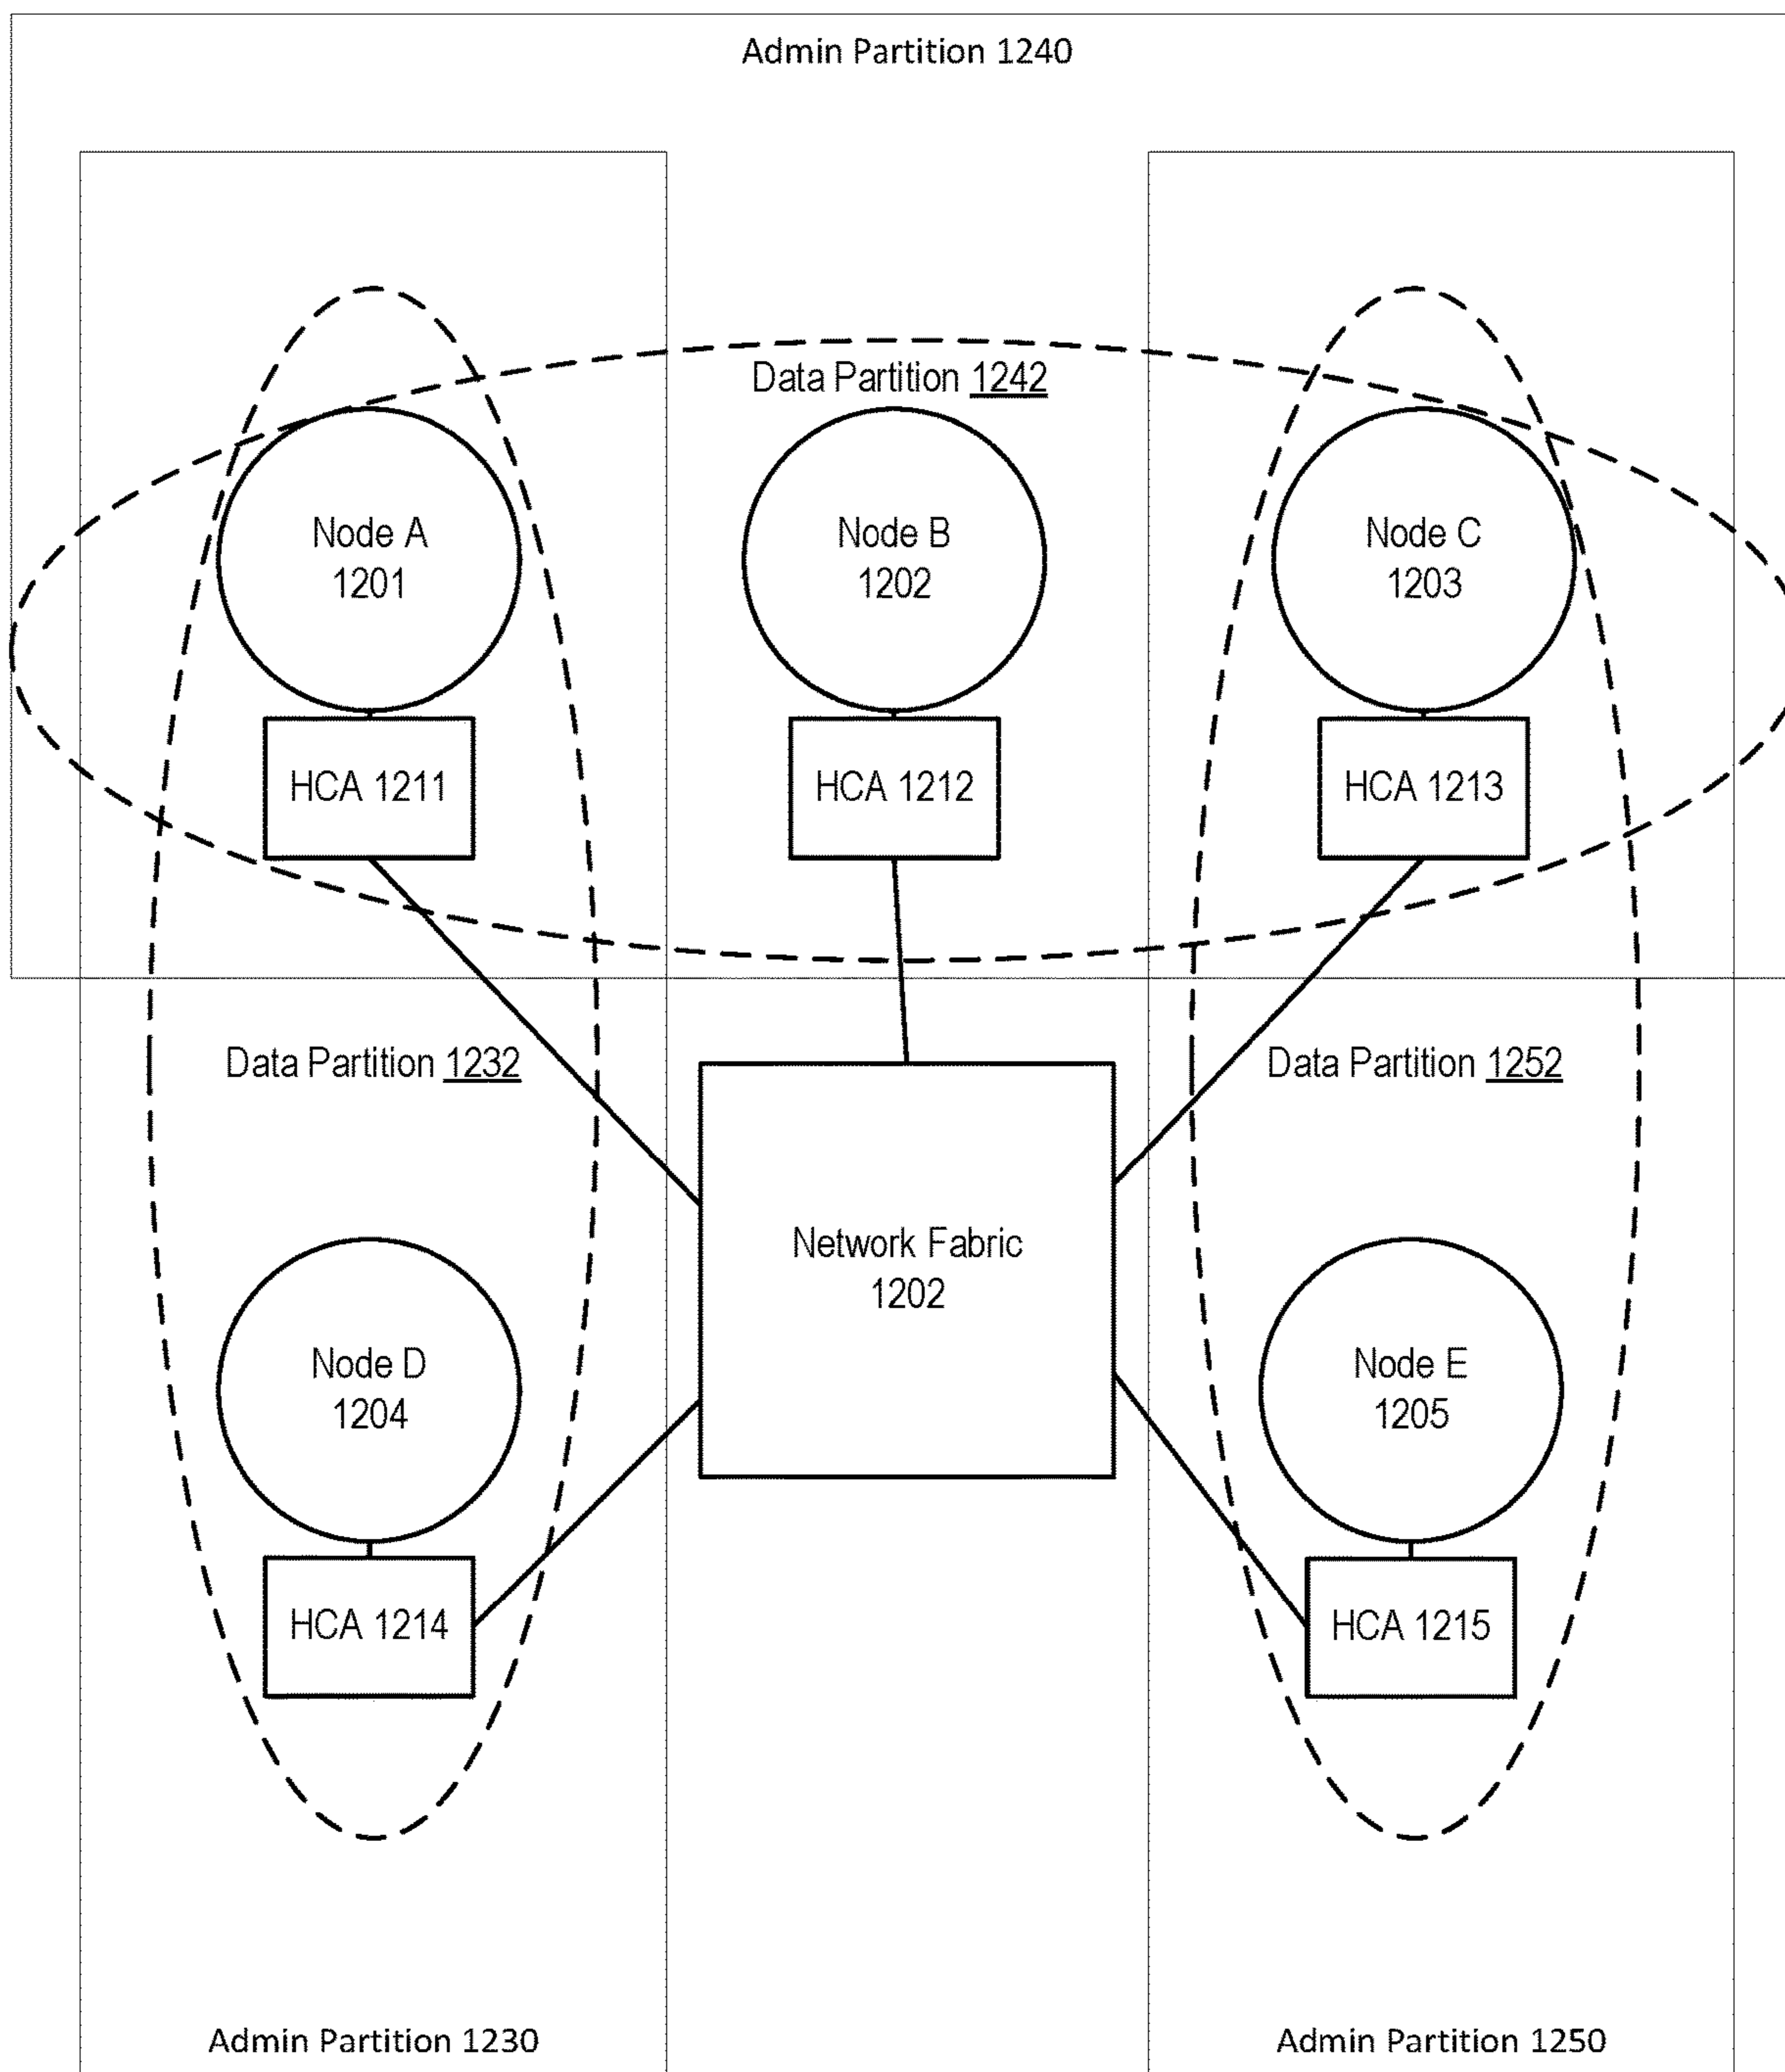 Admin Partition 1240
Data Partition 1242
Node A
1201
Node B
1202
Node C
1203
HCA 1211
HCA 1212
HCA 1213
Data Partition 1232
Data Partition 1252
Network Fabric
1202
Node D
1204
Node E
1205
HCA 1214
HCA 1215
Admin Partition 1230
Admin Partition 1250